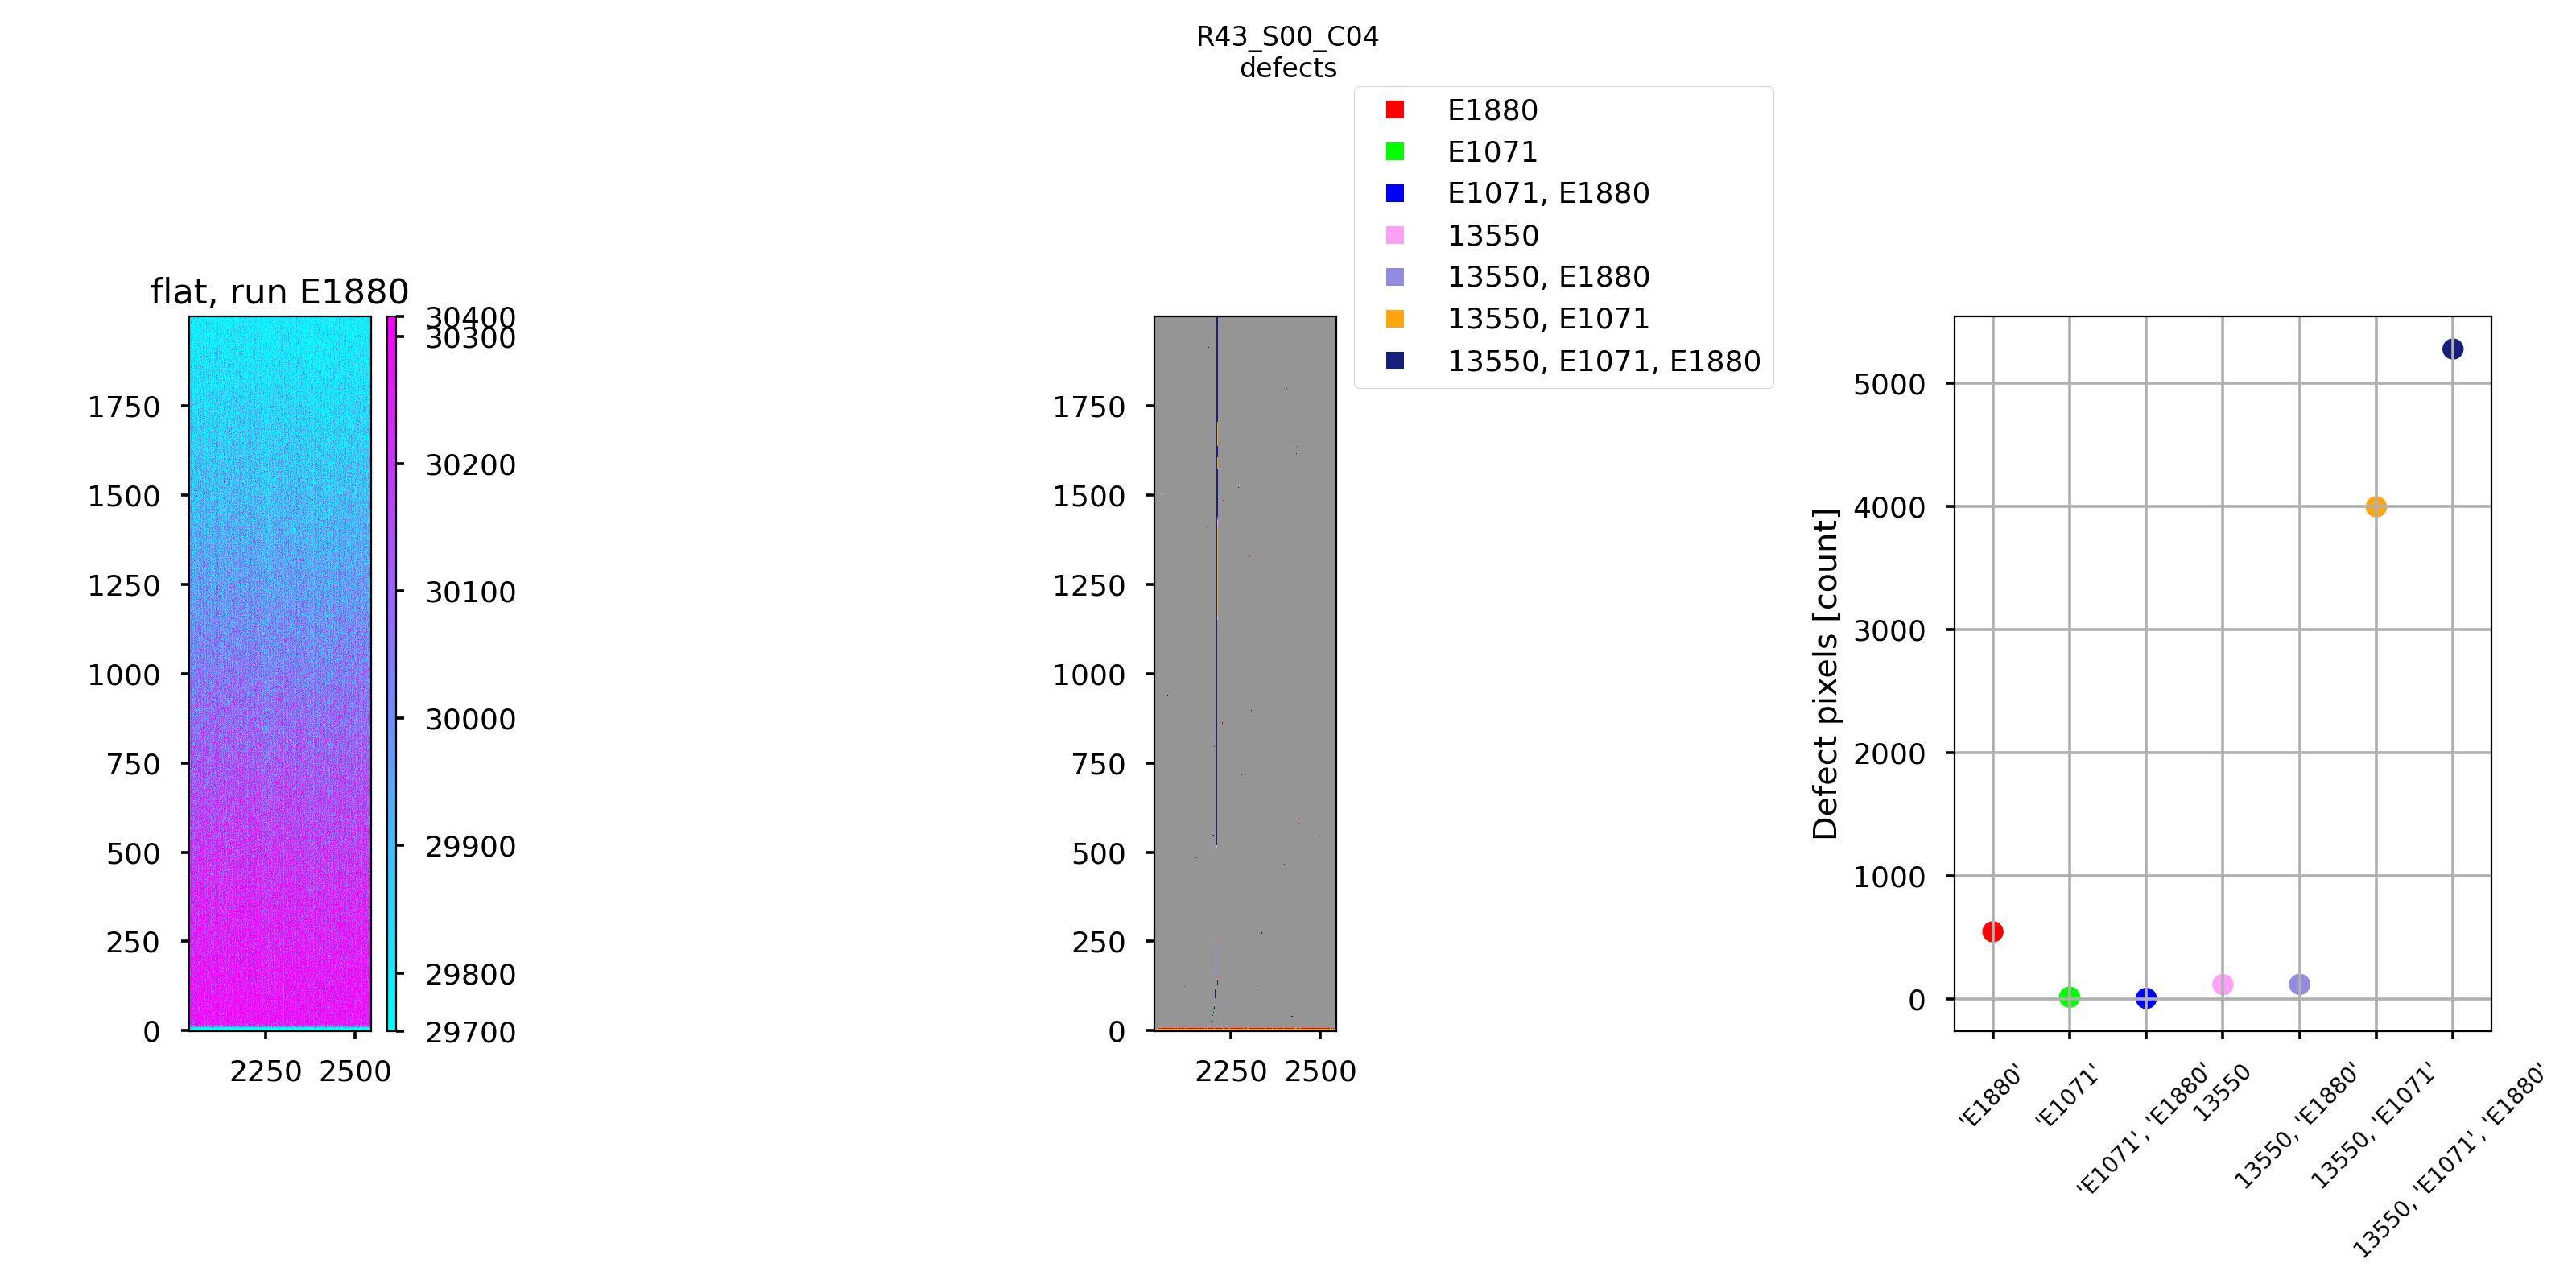 R43_S00_C04
defects
E1880
E1071
E1071, E1880
13550
13550, E1880
13550, E1071
13550, E1071, E1880
flat, run E1880
1750
1500
1250
1000
750
500
250
0
2250
2500
30400
30300
30200
30100
30000
29900
29800
29700
1750
1500
1250
1000
750
500
250
0
2250
2500
Defect pixels [count]
5000
4000
3000
2000
1000
0
'E1880'
'E1071'
'E1071', 'E1880'
13550
13550, 'E1880'
13550, 'E1071'
13550, 'E1071', 'E1880'